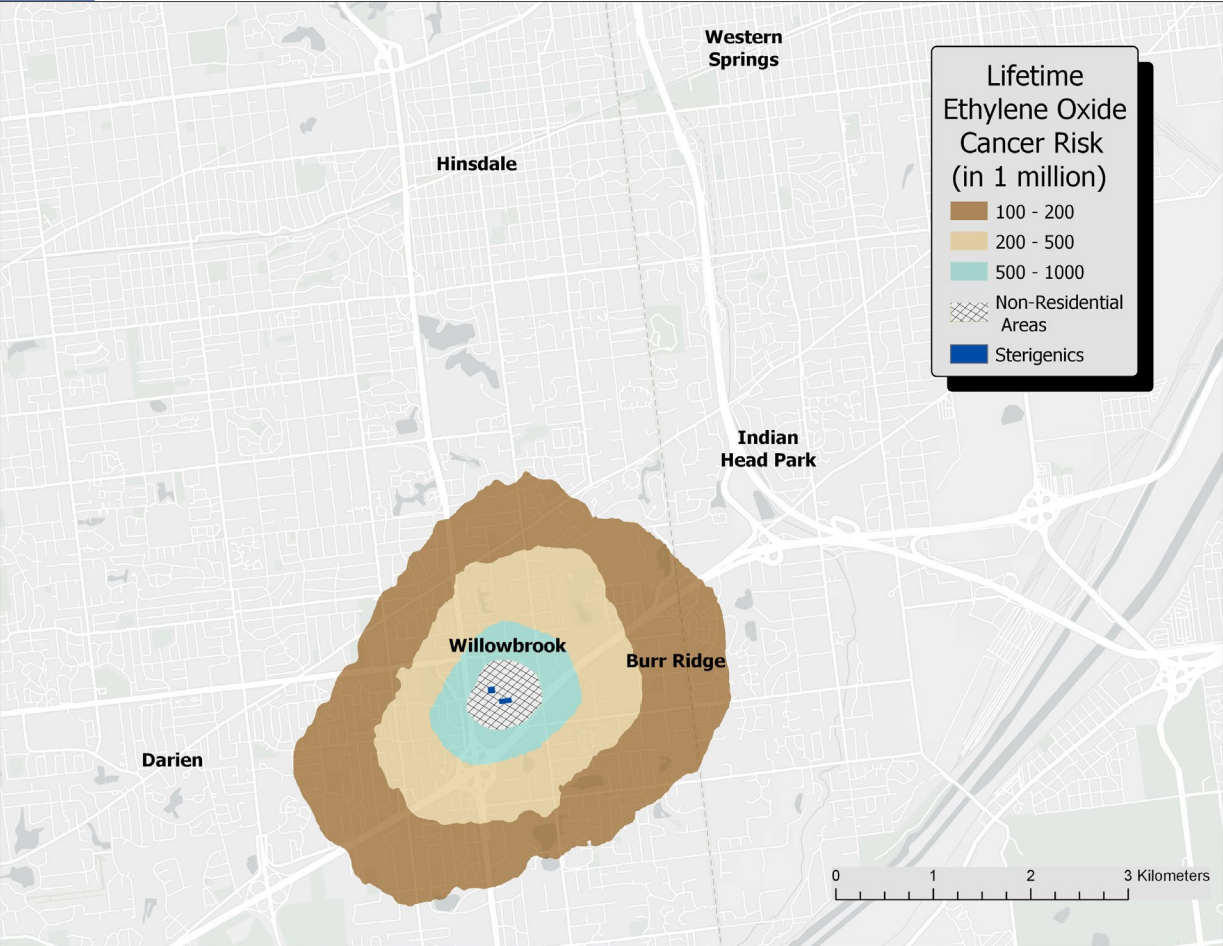 Western
Springs
Hinsdale
Lifetime
Ethylene Oxide
Cancer Risk
(in 1 million)
100 - 200
200 - 500
500 - 1000
Non-Residential
Areas
Sterigenics
Indian
Head Park
Willowbrook
Burr Ridge
Darien
0 1 2 3 Kilometers